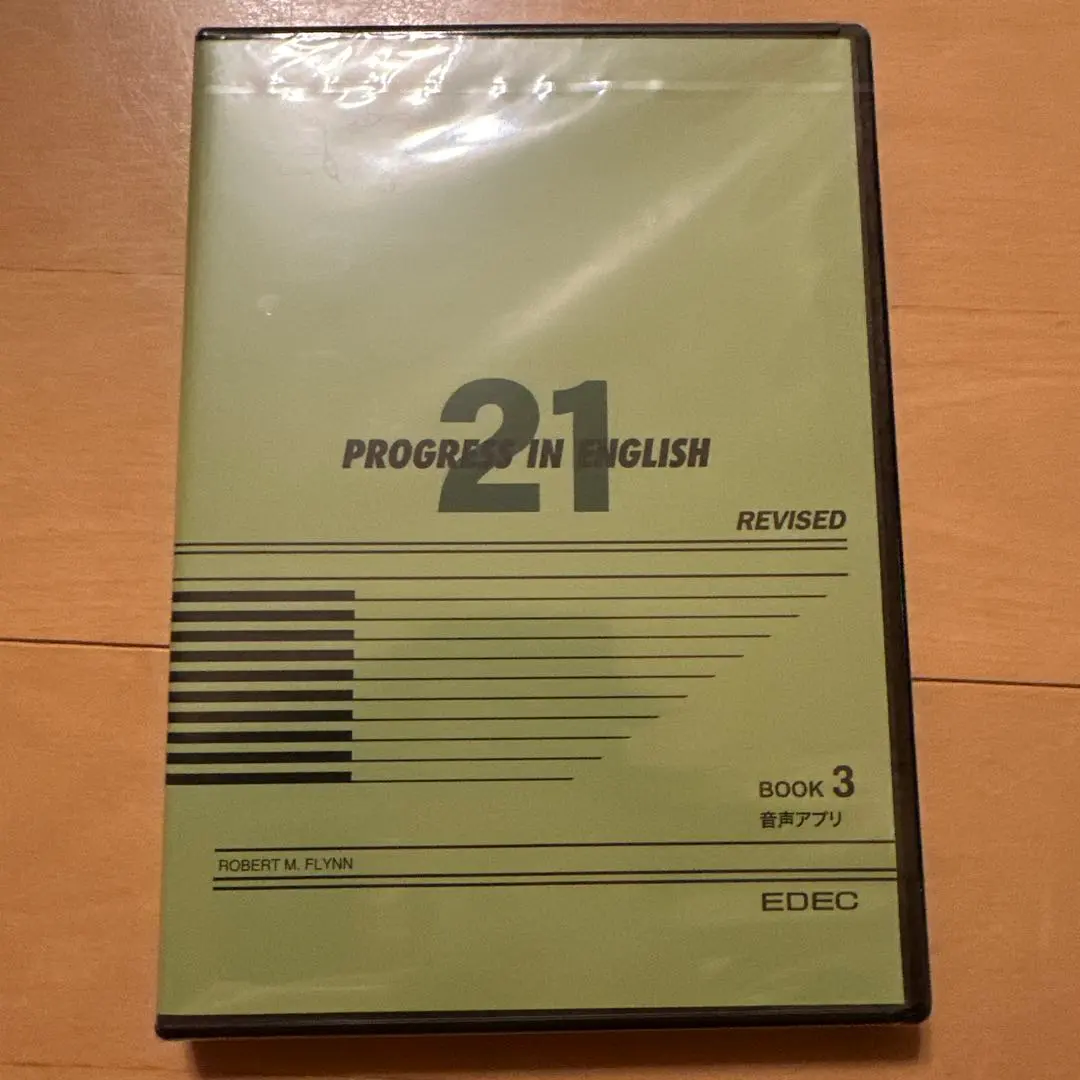 21
PROGRESS IN ENGLISH
REVISED
BOOK 3
音声アプリ
ROBERT M. FLYNN
EDEC